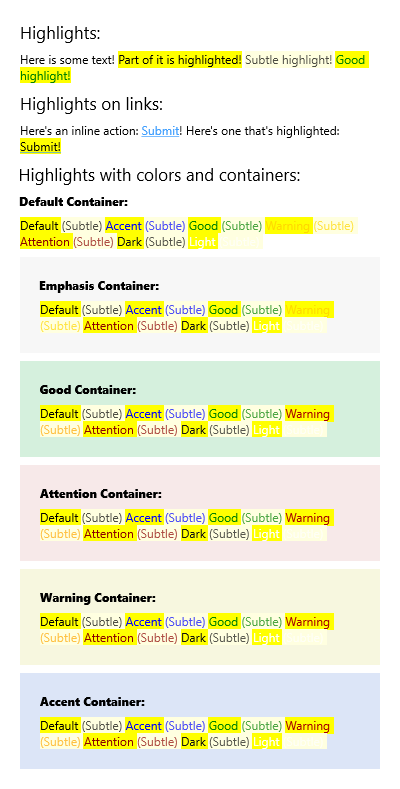 Highlights:
Here is some text! Part of it is highlighted! Subtle highlight! Good
highlight!
Highlights on links:
Here's an inline action: Submit! Here's one that's highlighted:
Submit!
Highlights with colors and containers:
Default Container:
Default (Subtle) Accent (Subtle) Good (Subtle) Warning (Subtle)
Attention (Subtle) Dark (Subtle) Light
Emphasis Container:
Default (Subtle) Accent (Subtle) Good (Subtle) Warning
(Subtle) Attention (Subtle) Dark (Subtle) Light
Good Container:
Default (Subtle) Accent (Subtle) Good (Subtle) Warning
(Subtle) Attention (Subtle) Dark (Subtle) Light
Attention Container:
Default (Subtle) Accent (Subtle) Good (Subtle) Warning
(Subtle) Attention (Subtle) Dark (Subtle) Light
Warning Container:
Default (Subtle) Accent (Subtle) Good (Subtle) Warning
(Subtle) Attention (Subtle) Dark (Subtle) Light
Accent Container:
Default (Subtle) Accent (Subtle) Good (Subtle) Warning
(Subtle) Attention (Subtle) Dark (Subtle) Light